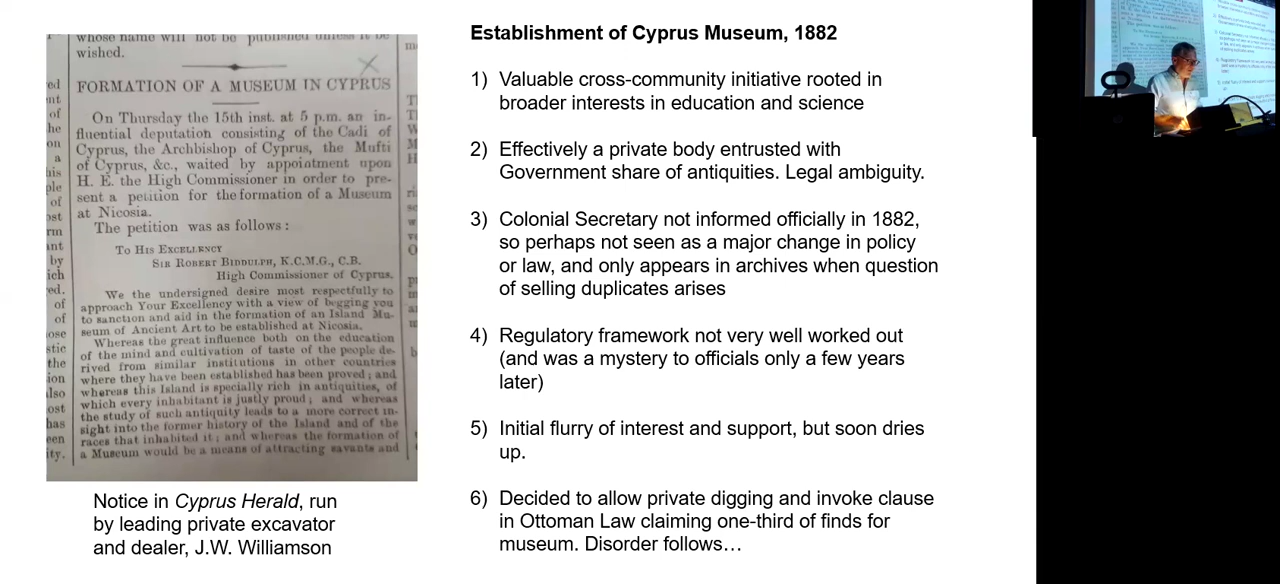 whose name will not be published unless it be
wished.
FORMATION OF A MUSEUM IN CYPRUS
On Thursday the 15th inst. at 5 p.m. an in-
fluential deputation consisting of the Cadi of
Cyprus, the Archbishop of Cyprus, the Mufti
of Cyprus, &c., waited by appointment upon
H. E. the High Commissioner in order to pre-
sent a petition for the formation of a Museum
at Nicosia.
The petition was as follows :
To His Excellency
Sir Robert Biddulph, K.C.M.G., C.B.
High Commissioner of Cyprus.
We the undersigned desire most respectfully to
approach Your Excellency with a view of begging you
to sanction and aid in the formation of an Island Mu-
seum of Ancient Art to be established at Nicosia.
Whereas the great influence both on the education
of the mind and cultivation of taste of the people de-
rived from similar institutions in other countries
where they have been established has been proved ; and
whereas this Island is specially rich in antiquities, of
which every inhabitant is justly proud ; and whereas
the study of such antiquity leads to a more correct in-
sight into the former history of the Island and of the
races that inhabited it ; and whereas the formation of
a Museum would be a means of attracting savants and
Notice in Cyprus Herald, run
by leading private excavator
and dealer, J.W. Williamson
Establishment of Cyprus Museum, 1882
1) Valuable cross-community initiative rooted in
broader interests in education and science
2) Effectively a private body entrusted with
Government share of antiquities. Legal ambiguity.
3) Colonial Secretary not informed officially in 1882,
so perhaps not seen as a major change in policy
or law, and only appears in archives when question
of selling duplicates arises
4) Regulatory framework not very well worked out
(and was a mystery to officials only a few years
later)
5) Initial flurry of interest and support, but soon dries
up.
6) Decided to allow private digging and invoke clause
in Ottoman Law claiming one-third of finds for
museum. Disorder follows…